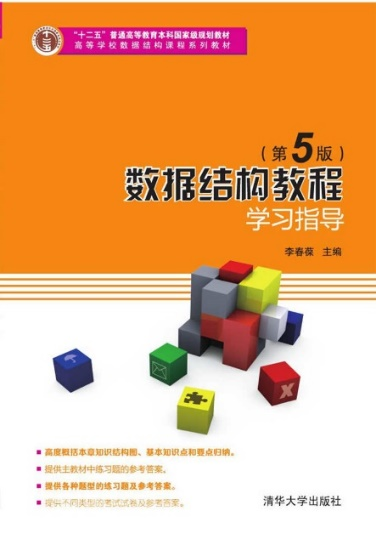 "十二五"普通高等教育本科国家级规划教材
高等学校数据结构课程系列教材
(第5版)
数据结构教程
学习指导
李春葆 主编
高度概括本章知识结构图、基本知识点和要点归纳。
提供主教材中练习题的参考答案。
提供各种题型的练习题及参考答案。
提供不同类型的考试试卷及参考答案。
清华大学出版社